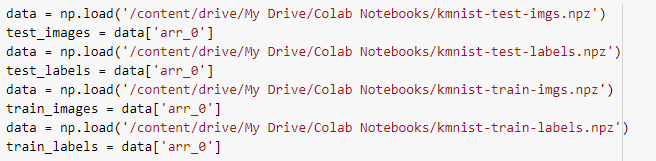 data = np.load('/content/drive/My Drive/Colab Notebooks/kmnist-test-imgs.npz')
test_images = data['arr_0']
data = np.load('/content/drive/My Drive/Colab Notebooks/kmnist-test-labels.npz')
test_labels = data['arr_0']
data = np.load('/content/drive/My Drive/Colab Notebooks/kmnist-train-imgs.npz')
train_images = data['arr_0']
data = np.load('/content/drive/My Drive/Colab Notebooks/kmnist-train-labels.npz')
train_labels = data['arr_0']